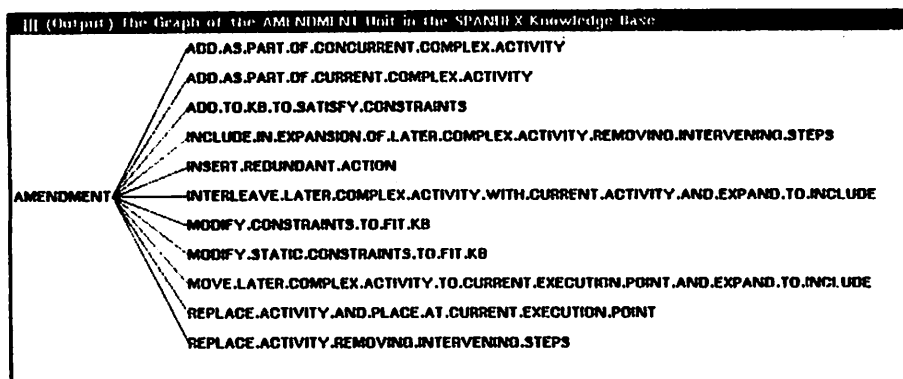 (Output) The Graph of the AMENDMENT Unit in the SPANDEX Knowledge Base
ADD.AS.PART.OF.CONCURRENT.COMPLEX.ACTIVITY
ADD.AS.PART.OF.CURRENT.COMPLEX.ACTIVITY
ADD.TO.KB.TO.SATISFY.CONSTRAINTS
INCLUDE.IN.EXPANSION.OF.LATER.COMPLEX.ACTIVITY.REMOVING.INTERVENING.STEPS
INSERT.REDUNDANT.ACTION
AMENDMENT
INTERLEAVE.LATER.COMPLEX.ACTIVITY.WITH.CURRENT.ACTIVITY.AND.EXPAND.TO.INCLUDE
MODIFY.CONSTRAINTS.TO.FIT.KB
MODIFY.STATIC.CONSTRAINTS.TO.FIT.KB
MOVE.LATER.COMPLEX.ACTIVITY.TO.CURRENT.EXECUTION.POINT.AND.EXPAND.TO.INCLUDE
REPLACE.ACTIVITY.AND.PLACE.AT.CURRENT.EXECUTION.POINT
REPLACE.ACTIVITY.REMOVING.INTERVENING.STEPS